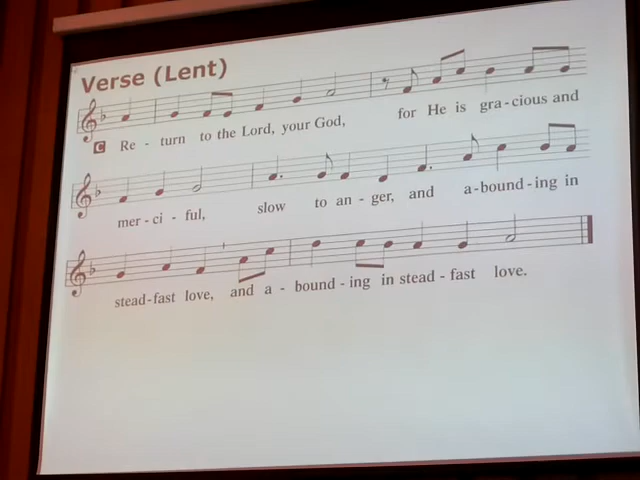 Verse (Lent)
C Re - turn to the Lord, your God, for He is gra - cious and
mer - ci - ful, slow to an - ger, and a - bound - ing in
stead - fast love, and a - bound - ing in stead - fast love.